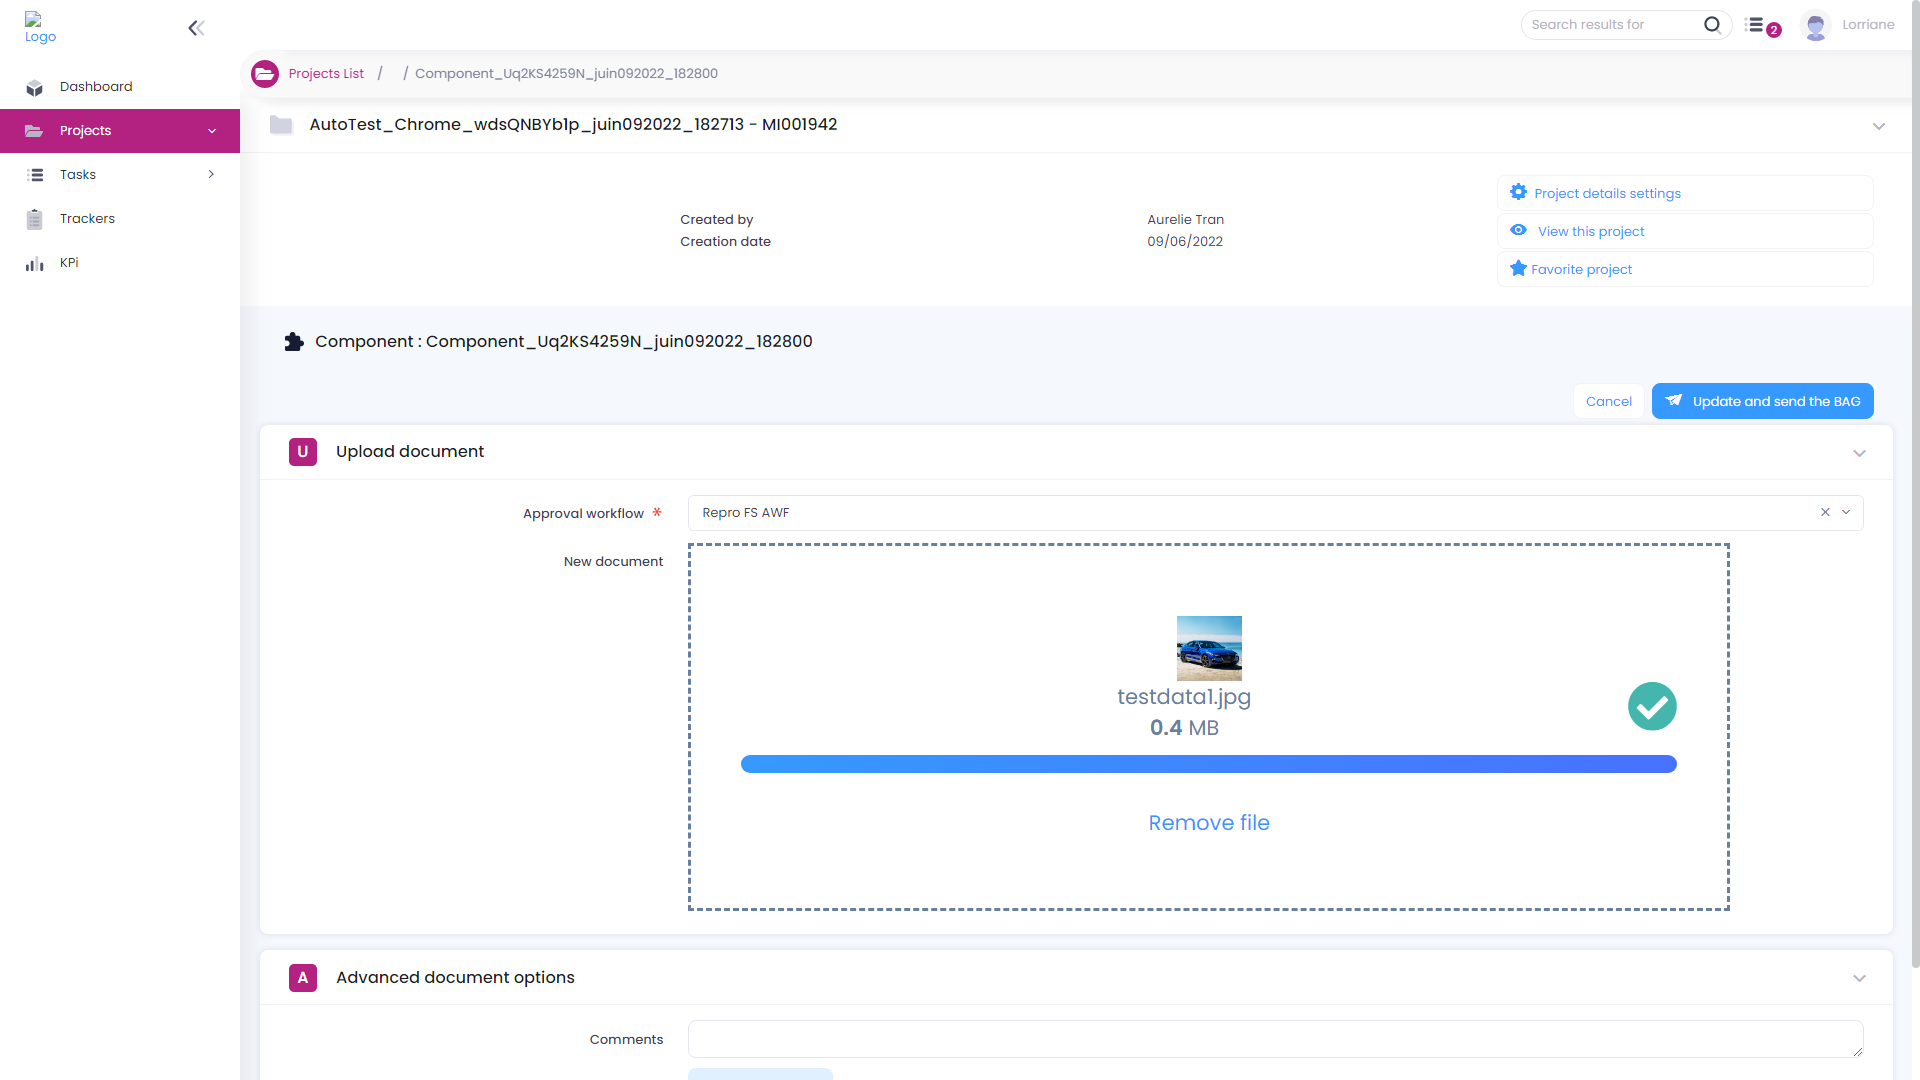 Logo
Search results for
2
Lorriane
Dashboard
Projects
Tasks
Trackers
KPi
Projects List / / Component_Uq2KS4259N_juin092022_182800
AutoTest_Chrome_wdsQNBYb1p_juin092022_182713 - MI001942
Created by Aurelie Tran
Creation date 09/06/2022
Project details settings
View this project
Favorite project
Component : Component_Uq2KS4259N_juin092022_182800
Cancel
Update and send the BAG
U Upload document
Approval workflow * Repro FS AWF
New document
testdata1.jpg
0.4 MB
Remove file
A Advanced document options
Comments